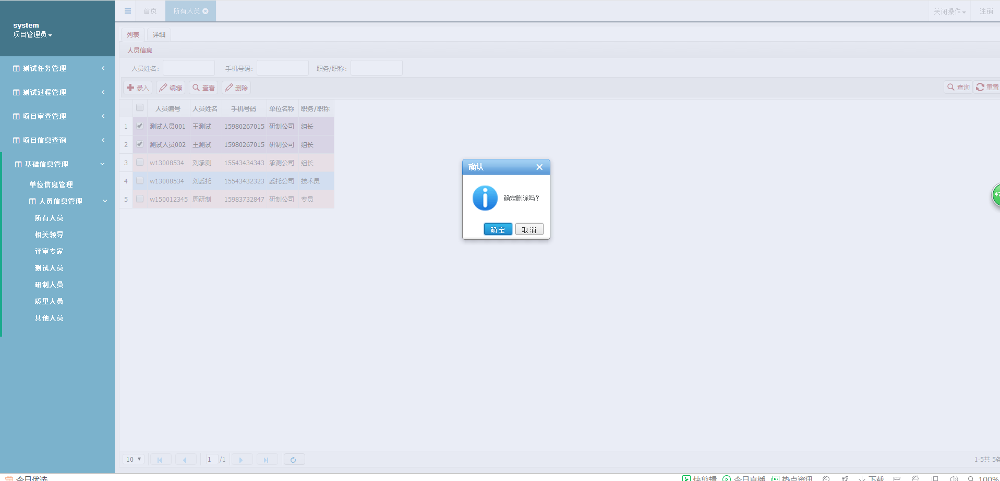 system
项目管理员
测试任务管理
测试过程管理
项目审查管理
项目信息查询
基础信息管理
单位信息管理
人员信息管理
所有人员
相关领导
评审专家
测试人员
研制人员
质量人员
其他人员
首页 所有人员 关闭操作 注销
列表 详细
人员信息
人员姓名: 手机号码: 职务/职称:
录入 编辑 查看 删除 查询 重置
人员编号 人员姓名 手机号码 单位名称 职务/职称
1 测试人员001 王测试 15980267015 研制公司 组长
2 测试人员002 王测试 15980267015 研制公司 组长
3 w13008534 刘承测 15543434343 承测公司 组长
4 w13008534 刘委托 15543432323 委托公司 技术员
5 w150012345 周研制 15983732847 研制公司 专员
确认
确定删除吗?
确定 取消
47
10 1 /1 1-5共 5条
今日优选 快剪辑 今日直播 热点资讯 下载 100%